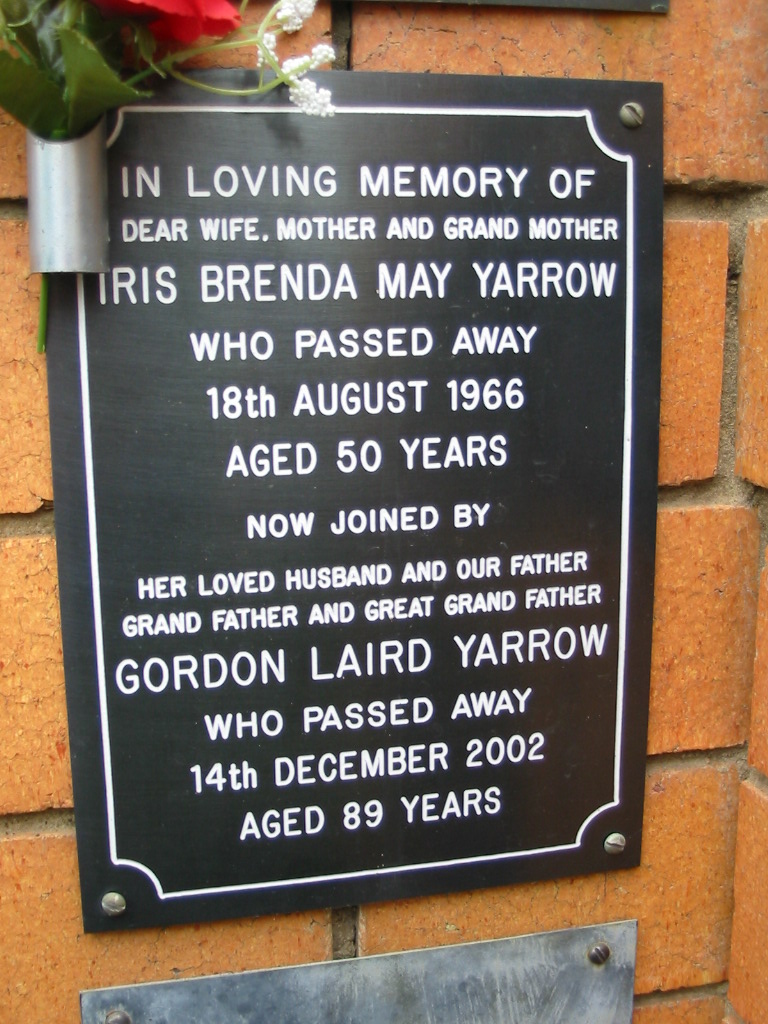 IN LOVING MEMORY OF
DEAR WIFE, MOTHER AND GRAND MOTHER
IRIS BRENDA MAY YARROW
WHO PASSED AWAY
18th AUGUST 1966
AGED 50 YEARS
NOW JOINED BY
HER LOVED HUSBAND AND OUR FATHER
GRAND FATHER AND GREAT GRAND FATHER
GORDON LAIRD YARROW
WHO PASSED AWAY
14th DECEMBER 2002
AGED 89 YEARS